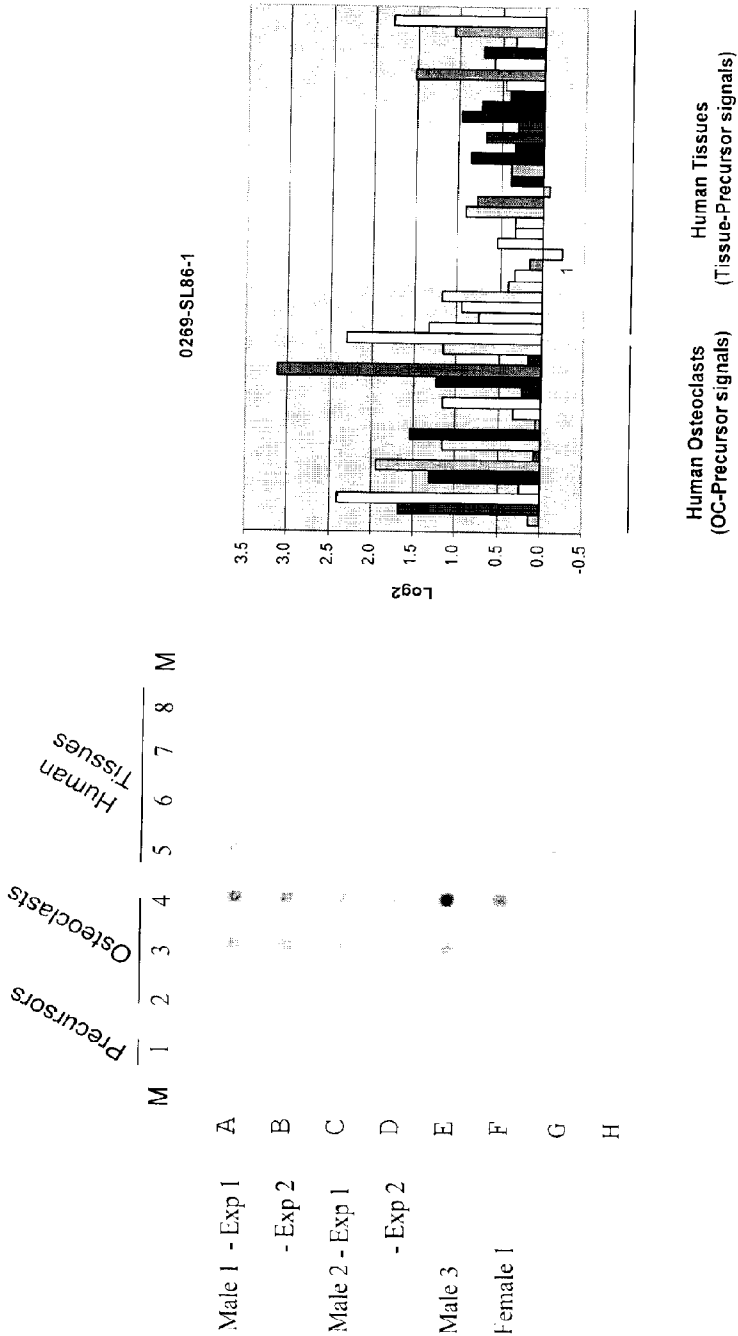 Precursors
Osteoclasts
Human
Tissues
M 1 2 3 4 5 6 7 8 M
Male 1 - Exp 1 A
- Exp 2 B
Male 2 - Exp 1 C
- Exp 2 D
Male 3 E
Female 1 F
G
H
0269-SL86-1
Log2
3.5
3.0
2.5
2.0
1.5
1.0
0.5
0.0
-0.5
1
Human Osteoclasts
(OC-Precursor signals)
Human Tissues
(Tissue-Precursor signals)